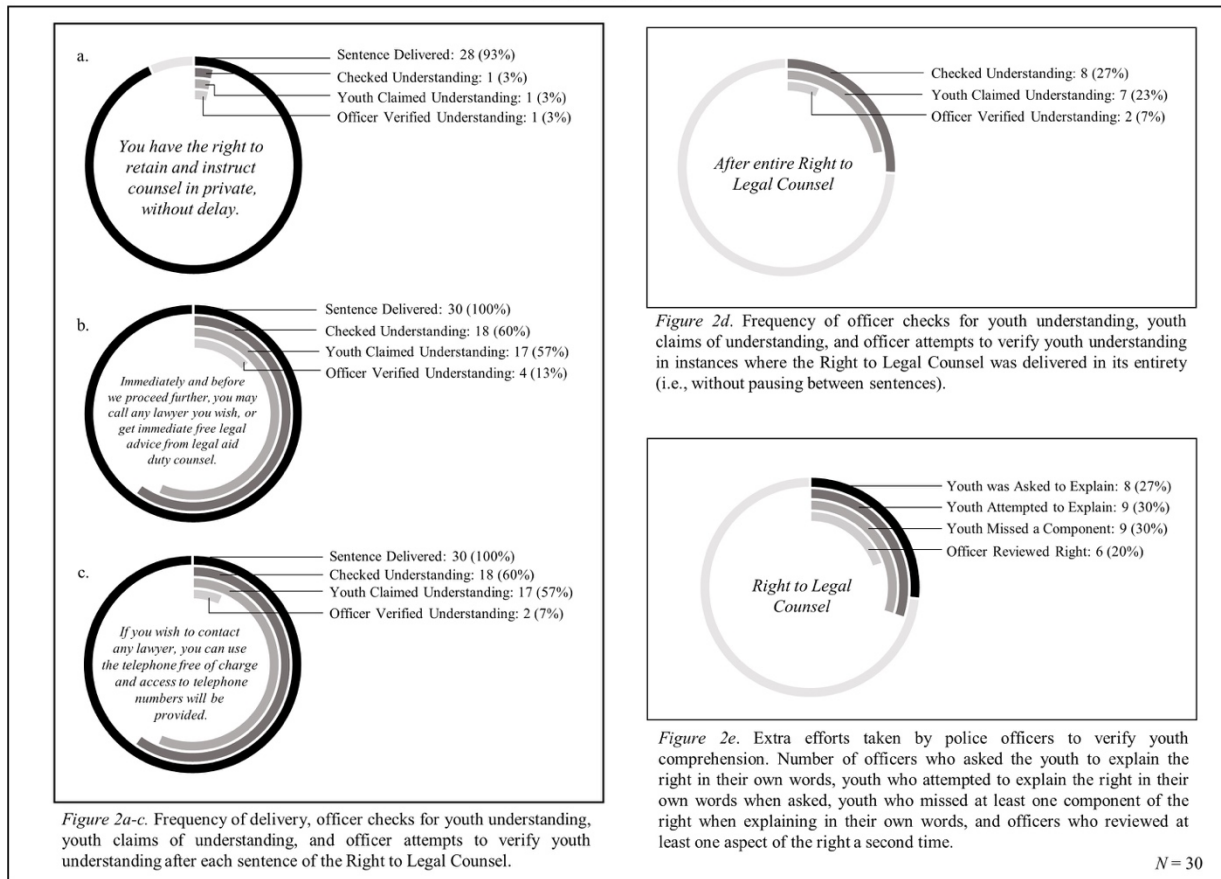 a.
Sentence Delivered: 28 (93%)
Checked Understanding: 1 (3%)
Youth Claimed Understanding: 1 (3%)
Officer Verified Understanding: 1 (3%)
You have the right to
retain and instruct
counsel in private,
without delay.
b.
Sentence Delivered: 30 (100%)
Checked Understanding: 18 (60%)
Youth Claimed Understanding: 17 (57%)
Officer Verified Understanding: 4 (13%)
Immediately and before
we proceed further, you may
call any lawyer you wish, or
get immediate free legal
advice from legal aid
duty counsel.
c.
Sentence Delivered: 30 (100%)
Checked Understanding: 18 (60%)
Youth Claimed Understanding: 17 (57%)
Officer Verified Understanding: 2 (7%)
If you wish to contact
any lawyer, you can use
the telephone free of charge
and access to telephone
numbers will be
provided.
Figure 2a-c. Frequency of delivery, officer checks for youth understanding,
youth claims of understanding, and officer attempts to verify youth
understanding after each sentence of the Right to Legal Counsel.
Checked Understanding: 8 (27%)
Youth Claimed Understanding: 7 (23%)
Officer Verified Understanding: 2 (7%)
After entire Right to
Legal Counsel
Figure 2d. Frequency of officer checks for youth understanding, youth
claims of understanding, and officer attempts to verify youth understanding
in instances where the Right to Legal Counsel was delivered in its entirety
(i.e., without pausing between sentences).
Youth was Asked to Explain: 8 (27%)
Youth Attempted to Explain: 9 (30%)
Youth Missed a Component: 9 (30%)
Officer Reviewed Right: 6 (20%)
Right to Legal
Counsel
Figure 2e. Extra efforts taken by police officers to verify youth
comprehension. Number of officers who asked the youth to explain the
right in their own words, youth who attempted to explain the right in their
own words when asked, youth who missed at least one component of the
right when explaining in their own words, and officers who reviewed at
least one aspect of the right a second time.
N = 30